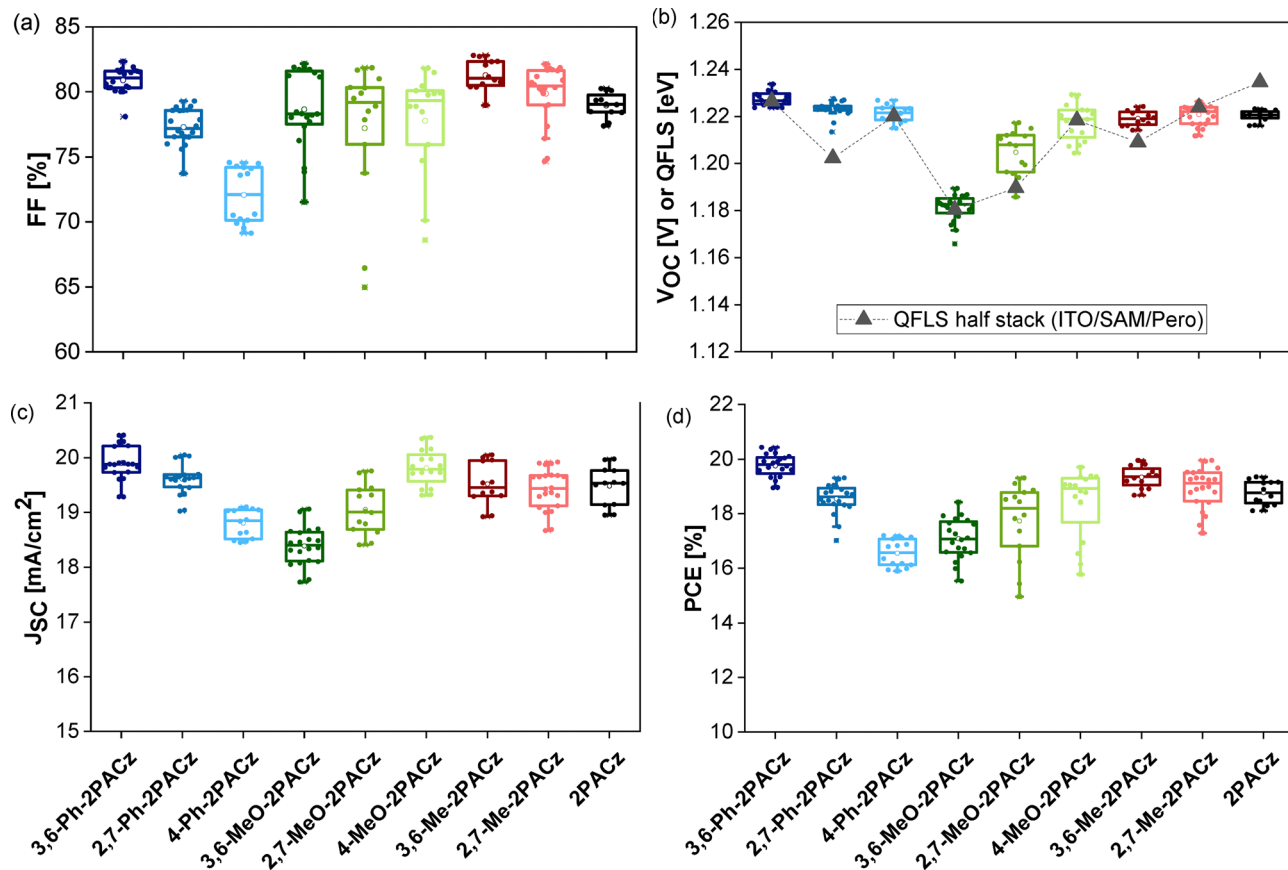 (a)
FF [%]
85
80
75
70
65
60
(b)
VOC [V] or QFLS [eV]
1.26
1.24
1.22
1.20
1.18
1.16
1.14
1.12
QFLS half stack (ITO/SAM/Pero)
(c)
JSC [mA/cm2]
21
20
19
18
17
16
15
3,6-Ph-2PACz
2,7-Ph-2PACz
4-Ph-2PACz
3,6-MeO-2PACz
2,7-MeO-2PACz
4-MeO-2PACz
3,6-Me-2PACz
2,7-Me-2PACz
2PACz
(d)
PCE [%]
22
20
18
16
14
12
10
3,6-Ph-2PACz
2,7-Ph-2PACz
4-Ph-2PACz
3,6-MeO-2PACz
2,7-MeO-2PACz
4-MeO-2PACz
3,6-Me-2PACz
2,7-Me-2PACz
2PACz